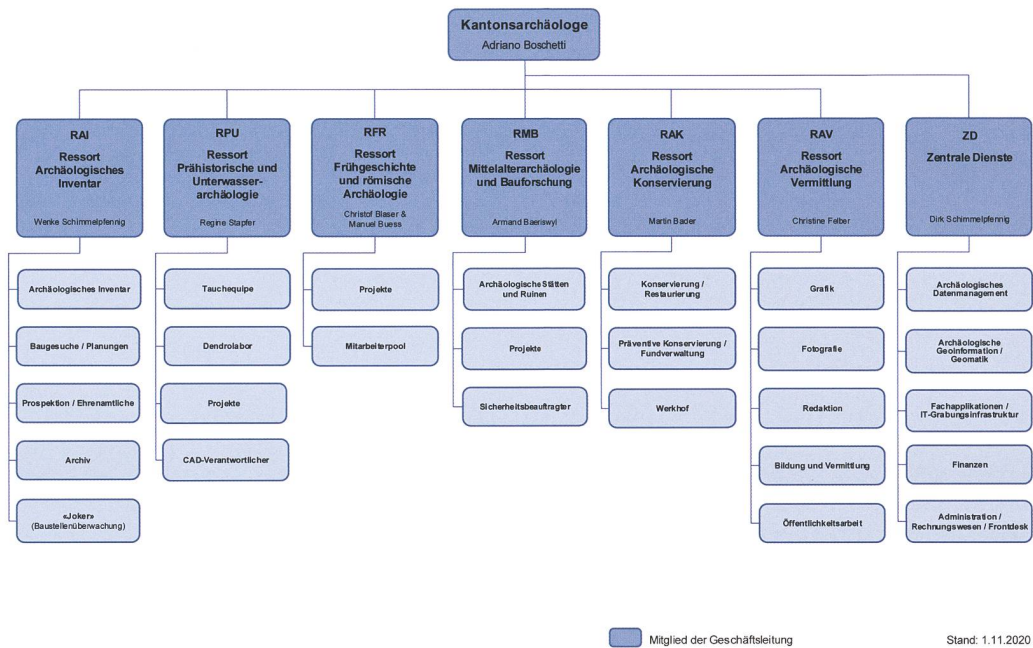 Kantonsarchäologe
Adriano Boschetti
RAI
Ressort
Archäologisches
Inventar
Wenke Schimmelpfennig
Archäologisches Inventar
Baugesuche / Planungen
Prospektion / Ehrenamtliche
Archiv
«Joker»
(Baustellenüberwachung)
RPU
Ressort
Prähistorische und
Unterwasser-
archäologie
Regine Stapfer
Tauchequipe
Dendrolabor
Projekte
CAD-Verantwortlicher
RFR
Ressort
Frühgeschichte
und römische
Archäologie
Christof Blaser &
Manuel Buess
Projekte
Mitarbeiterpool
RMB
Ressort
Mittelalterarchäologie
und Bauforschung
Armand Baeriswyl
Archäologische Stätten
und Ruinen
Projekte
Sicherheitsbeauftragter
RAK
Ressort
Archäologische
Konservierung
Martin Bader
Konservierung /
Restaurierung
Präventive Konservierung /
Fundverwaltung
Werkhof
RAV
Ressort
Archäologische
Vermittlung
Christine Felber
Grafik
Fotografie
Redaktion
Bildung und Vermittlung
Öffentlichkeitsarbeit
ZD
Zentrale Dienste
Dirk Schimmelpfennig
Archäologisches
Datenmanagement
Archäologische
Geoinformation /
Geomatik
Fachapplikationen /
IT-Grabungsinfrastruktur
Finanzen
Administration /
Rechnungswesen / Frontdesk
Mitglied der Geschäftsleitung
Stand: 1.11.2020